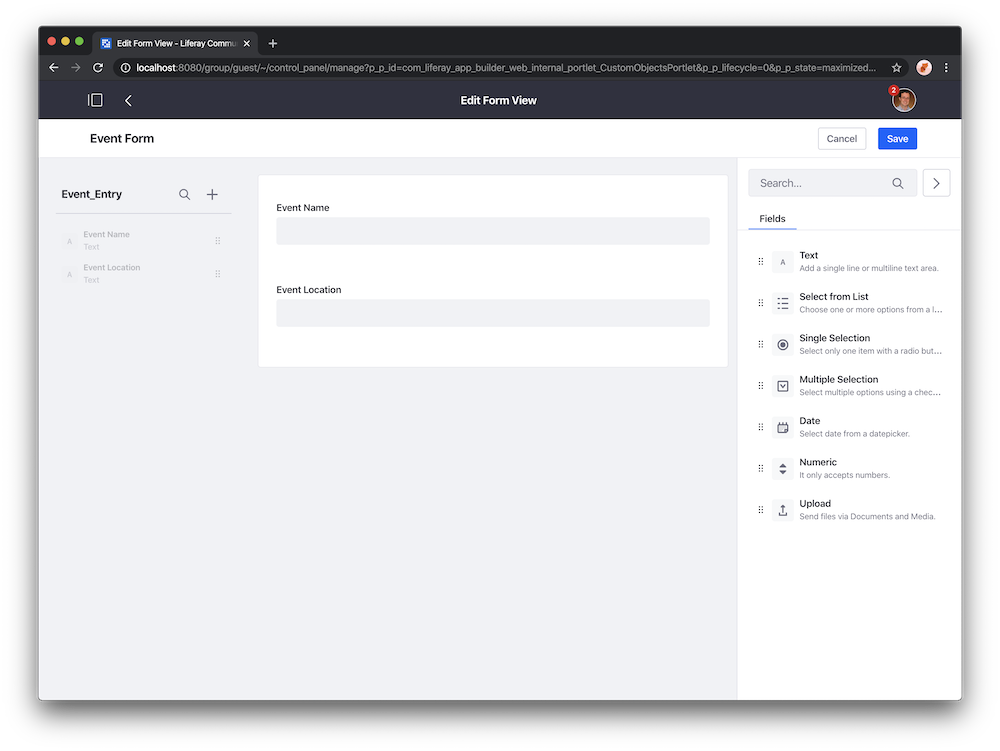 Edit Form View - Liferay Commu
localhost:8080/group/guest/~/control_panel/manage?p_p_id=com_liferay_app_builder_web_internal_portlet_CustomObjectsPortlet&p_p_lifecycle=0&p_p_state=maximized...
Edit Form View
2
Event Form
Cancel
Save
Event_Entry
A
Event Name
Text
A
Event Location
Text
Event Name
Event Location
Search...
Fields
A
Text
Add a single line or multiline text area.
Select from List
Choose one or more options from a l...
Single Selection
Select only one item with a radio but...
Multiple Selection
Select multiple options using a chec...
Date
Select date from a datepicker.
Numeric
It only accepts numbers.
Upload
Send files via Documents and Media.